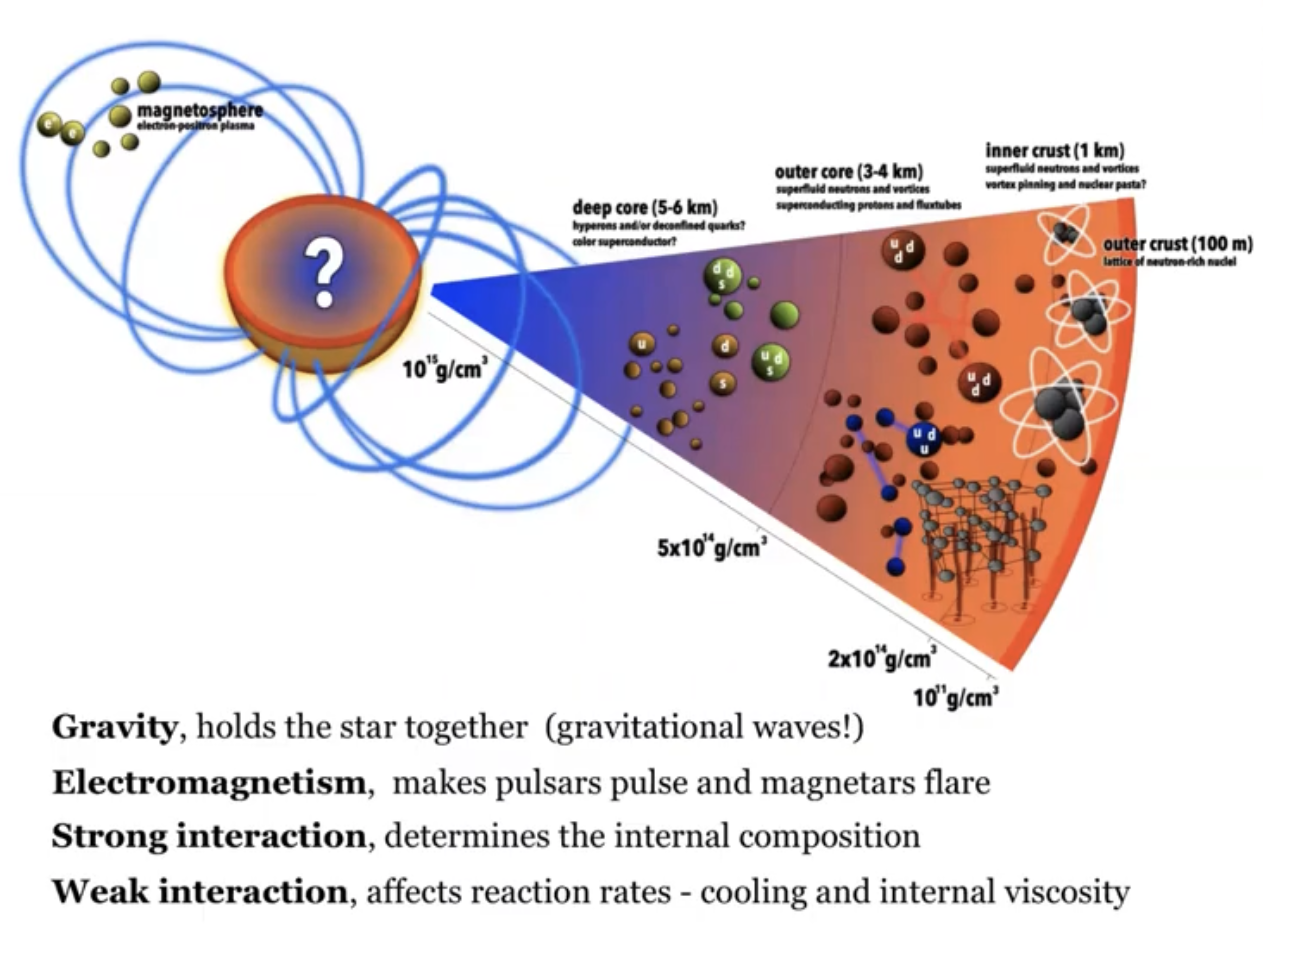 magnetosphere
electron-positron plasma
e
e
?
deep core (5-6 km)
hyperons and/or deconfined quarks?
color superconductor?
outer core (3-4 km)
superfluid neutrons and vortices
superconducting protons and fluxtubes
inner crust (1 km)
superfluid neutrons and vortices
vortex pinning and nuclear pasta?
outer crust (100 m)
lattice of neutron-rich nuclei
u d
d
d d
s
u
d
u d
s
s
u d
d
u d
u
10¹⁵g/cm³
5x10¹⁴g/cm³
2x10¹⁴g/cm³
10¹¹g/cm³
Gravity, holds the star together (gravitational waves!)
Electromagnetism, makes pulsars pulse and magnetars flare
Strong interaction, determines the internal composition
Weak interaction, affects reaction rates - cooling and internal viscosity